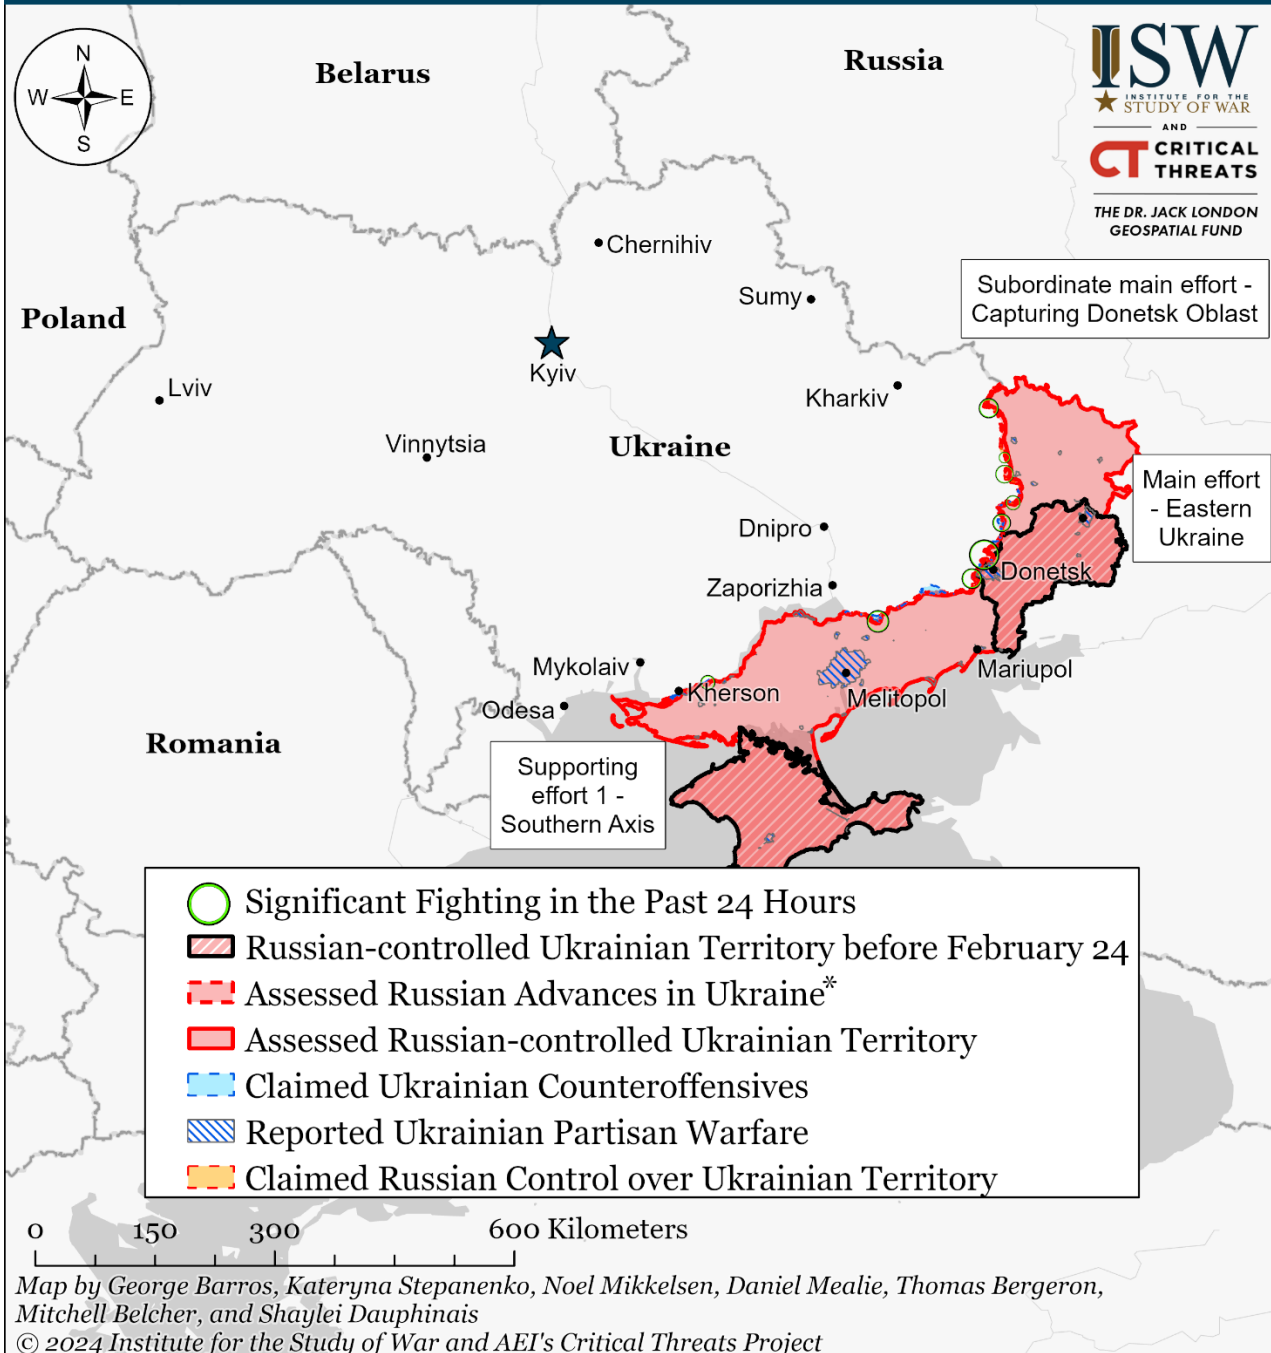 N
W
E
S
Belarus
Russia
ISW
INSTITUTE FOR THE
STUDY OF WAR
AND
CT CRITICAL
THREATS
THE DR. JACK LONDON
GEOSPATIAL FUND
Chernihiv
Subordinate main effort -
Capturing Donetsk Oblast
Sumy
Poland
Kyiv
Lviv
Kharkiv
Vinnytsia
Ukraine
Main effort
- Eastern
Ukraine
Dnipro
Donetsk
Zaporizhia
Mykolaiv
Mariupol
Kherson
Melitopol
Odesa
Romania
Supporting
effort 1 -
Southern Axis
Significant Fighting in the Past 24 Hours
Russian-controlled Ukrainian Territory before February 24
Assessed Russian Advances in Ukraine*
Assessed Russian-controlled Ukrainian Territory
Claimed Ukrainian Counteroffensives
Reported Ukrainian Partisan Warfare
Claimed Russian Control over Ukrainian Territory
0 150 300 600 Kilometers
Map by George Barros, Kateryna Stepanenko, Noel Mikkelsen, Daniel Mealie, Thomas Bergeron,
Mitchell Belcher, and Shaylei Dauphinais
© 2024 Institute for the Study of War and AEI's Critical Threats Project